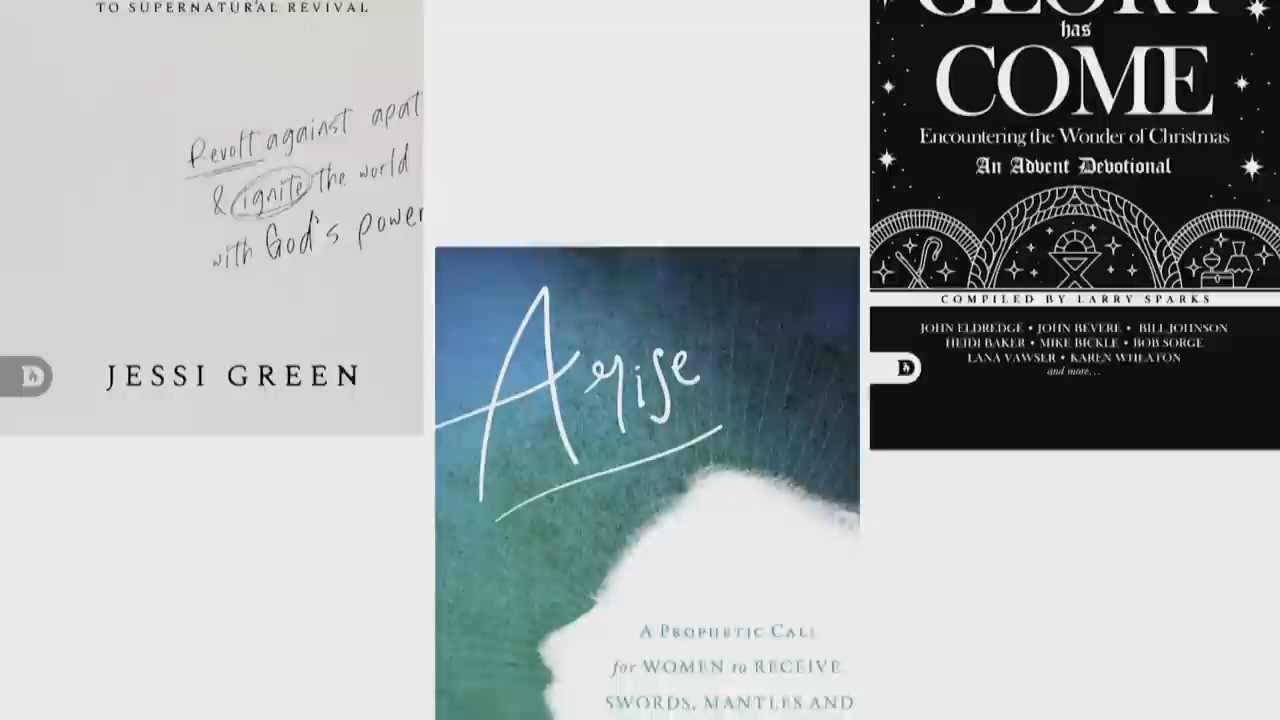 TO SUPERNATURAL REVIVAL
Revolt against apat
& ignite the world
with God's power
JESSI GREEN
Arise
A PROPHETIC CALL
for WOMEN to RECEIVE
SWORDS, MANTLES AND
GLORY
has
COME
Encountering the Wonder of Christmas
An Advent Devotional
COMPILED BY LARRY SPARKS
JOHN ELDREDGE • JOHN BEVERE • BILL JOHNSON
HEIDI BAKER • MIKE BICKLE • BOB SORGE
LANA VAWSER • KAREN WHEATON
and more...